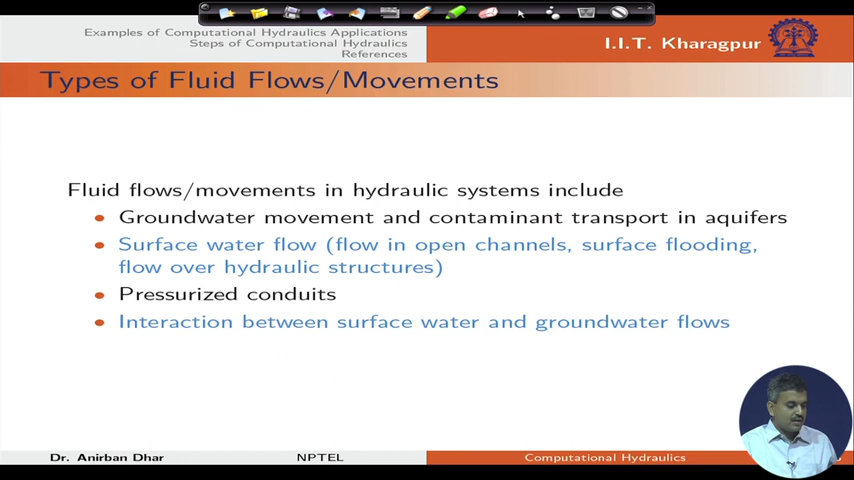 Examples of Computational Hydraulics Applications
Steps of Computational Hydraulics
References
I.I.T. Kharagpur
Types of Fluid Flows/Movements
Fluid flows/movements in hydraulic systems include
Groundwater movement and contaminant transport in aquifers
Surface water flow (flow in open channels, surface flooding,
flow over hydraulic structures)
Pressurized conduits
Interaction between surface water and groundwater flows
Dr. Anirban Dhar
NPTEL
Computational Hydraulics